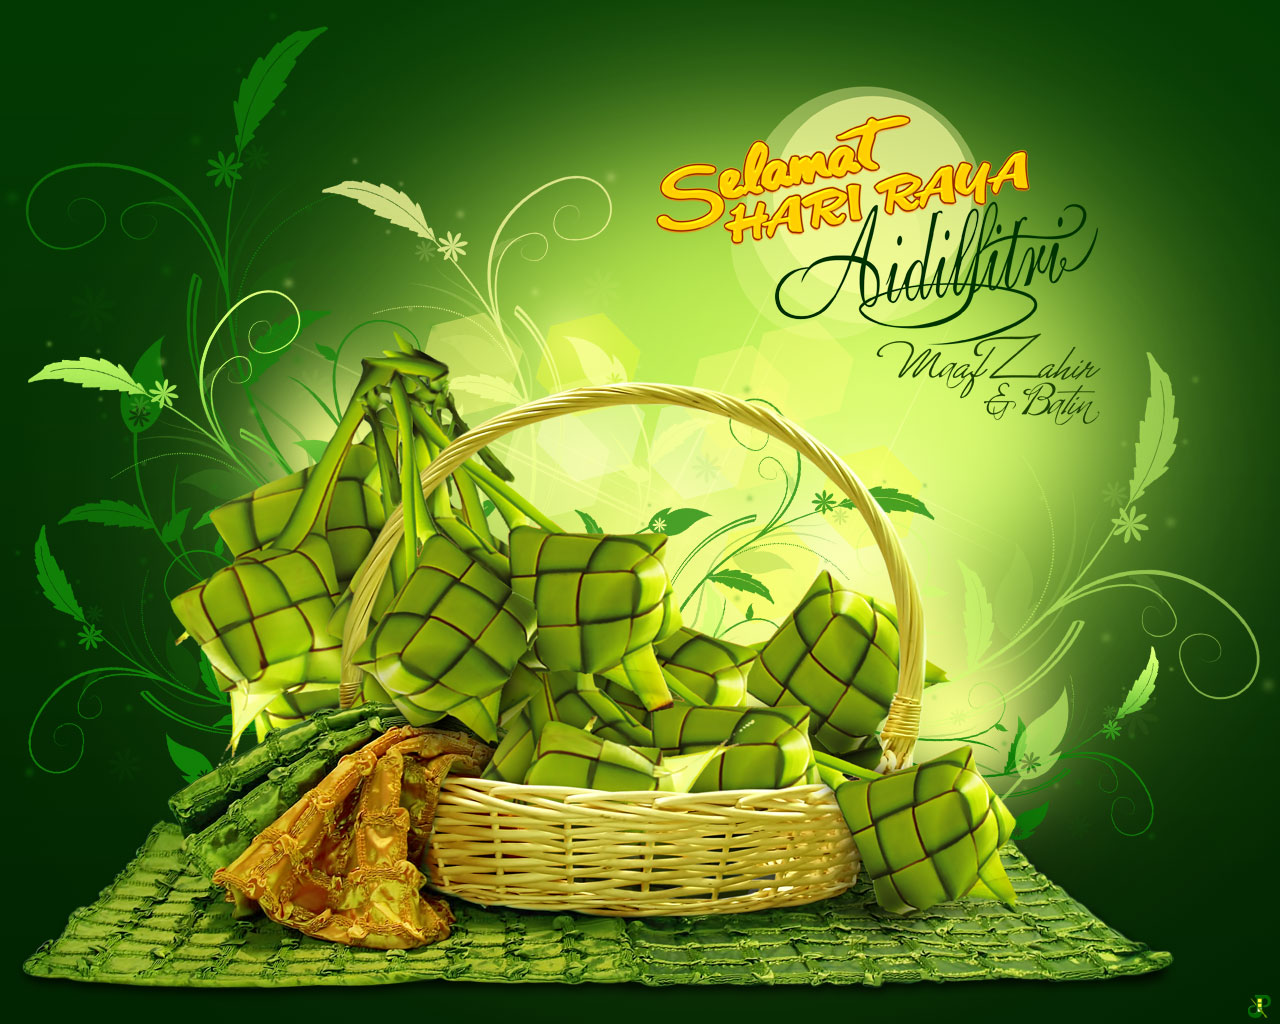 Selamat
HARI RAYA
Aidilfitri
Maaf Zahir
& Batin